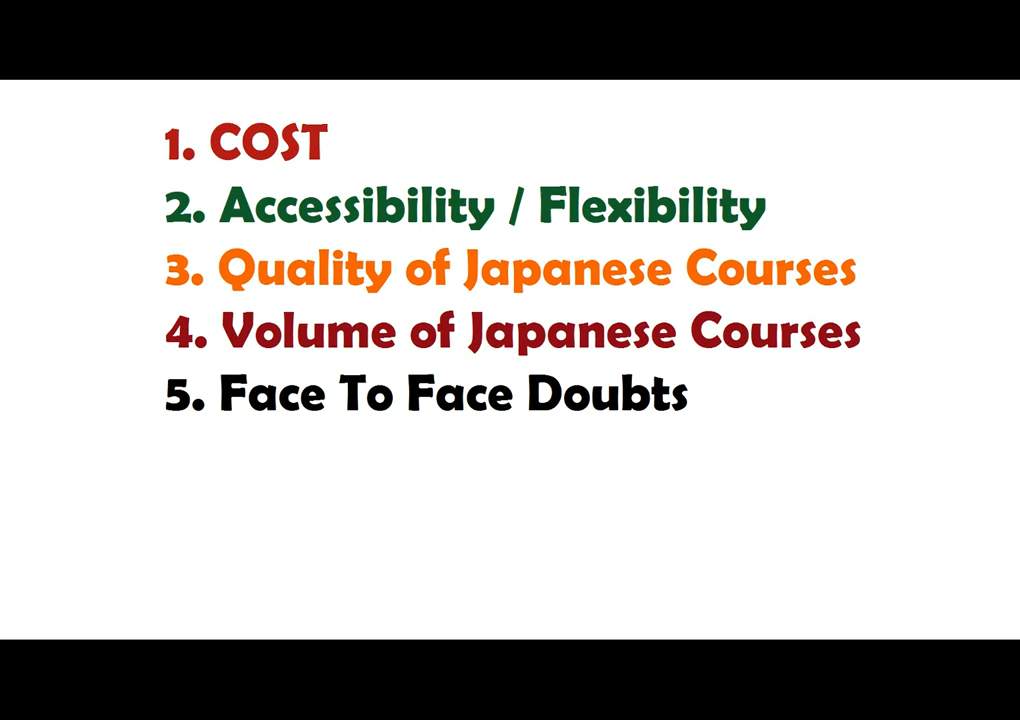 1. COST
2. Accessibility / Flexibility
3. Quality of Japanese Courses
4. Volume of Japanese Courses
5. Face To Face Doubts